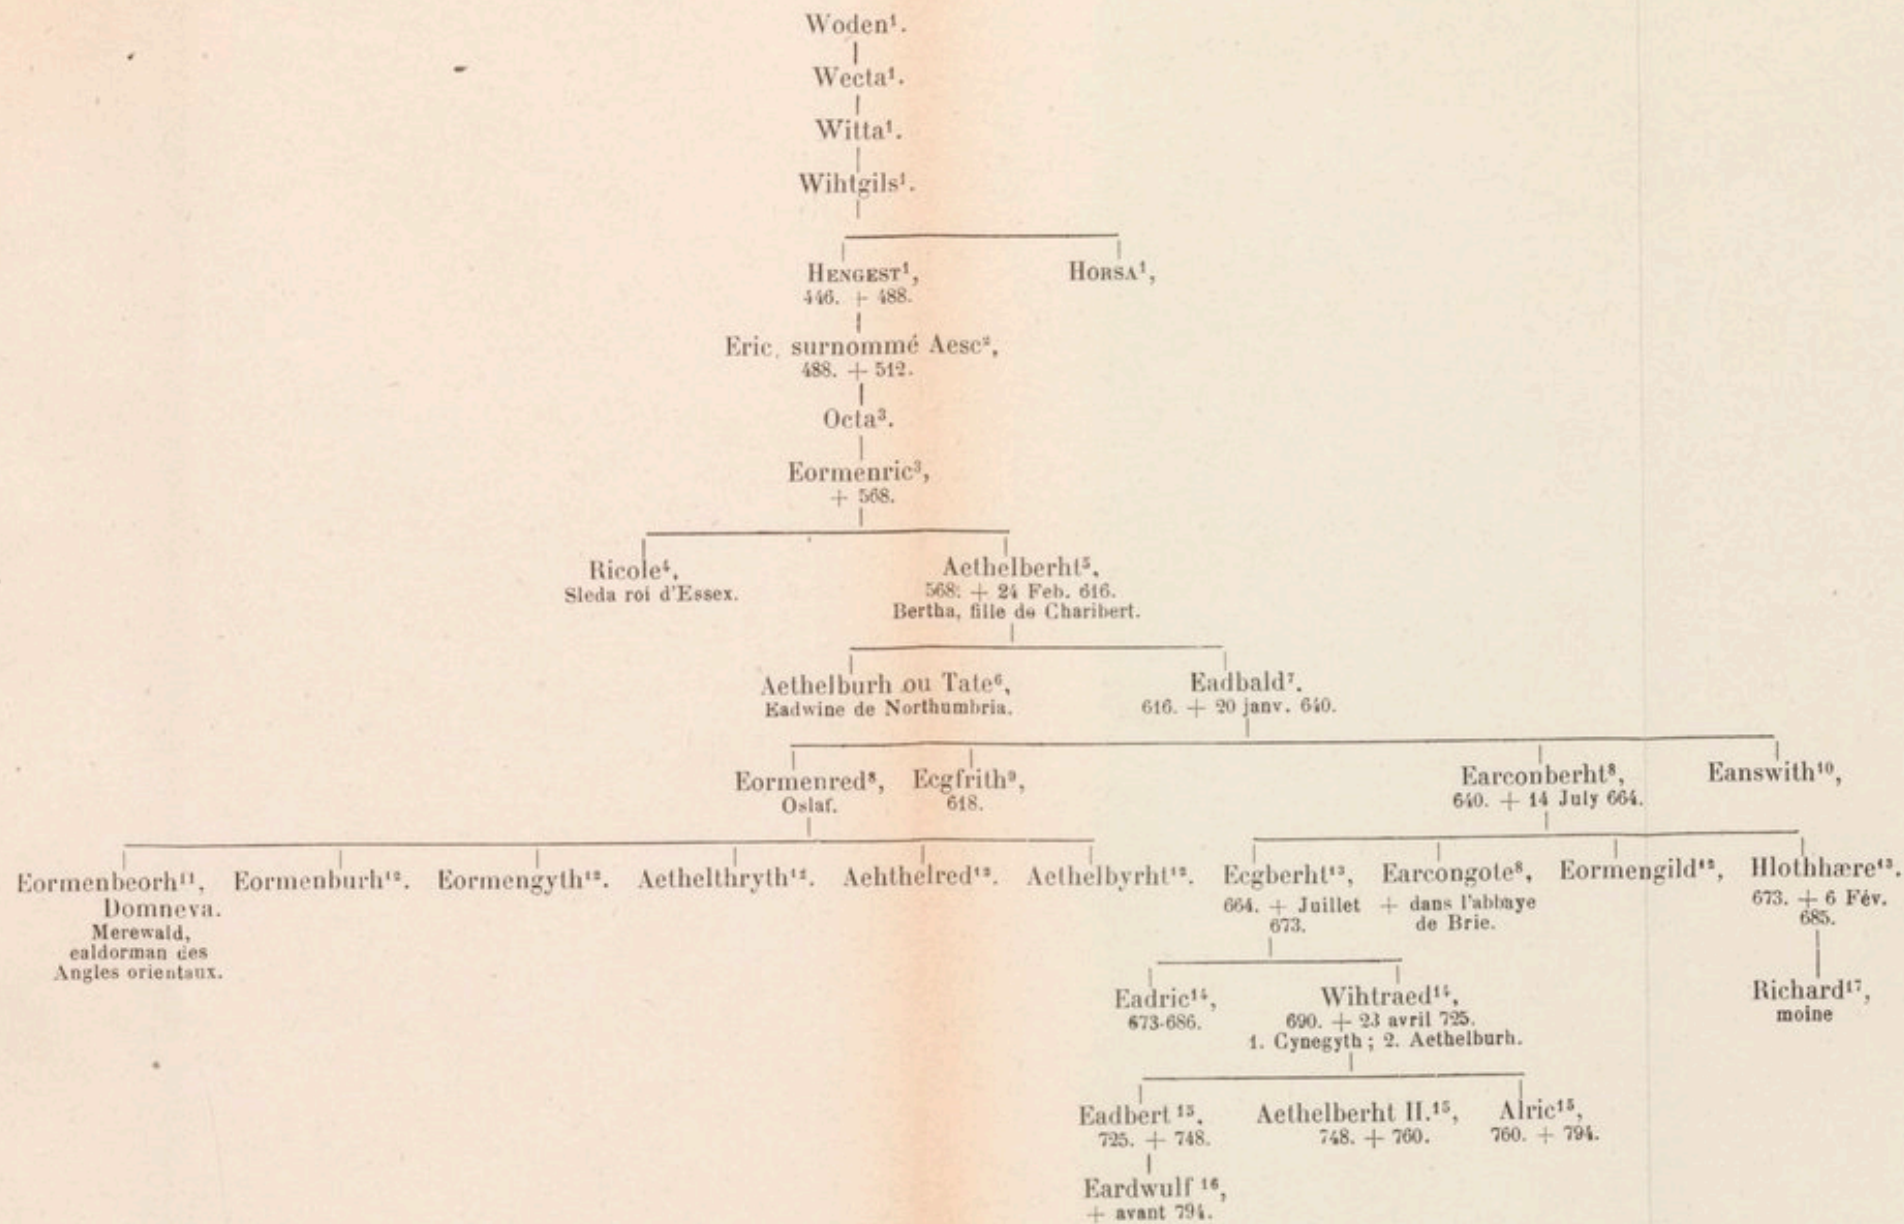 Woden¹.
Wecta¹.
Witta¹.
Wihtgils¹.
HENGEST¹, HORSA¹,
446. + 488.
Eric, surnommé Aesc²,
488. + 512.
Octa³.
Eormenric³,
+ 568.
Ricole⁴, Aethelberht⁵,
Sleda roi d'Essex. 568. + 24 Feb. 616.
Bertha, fille de Charibert.
Aethelburh ou Tate⁶, Eadbald⁷.
Eadwine de Northumbria. 616. + 20 janv. 640.
Eormenred⁸, Ecgfrith⁹, Earconberht⁸, Eanswith¹⁰,
Oslaf. 618. 640. + 14 July 664.
Eormenbeorh¹¹, Eormenburh¹². Eormengyth¹². Aethelthryth¹². Aehthelred¹². Aethelbyrht¹². Ecgberht¹³, Earcongote⁸, Eormengild¹², Hlothhære¹³.
Domneva. 664. + Juillet + dans l'abbaye 673. + 6 Fév.
Merewald, 673. de Brie. 685.
ealdorman des
Angles orientaux.
Eadric¹⁴, Wihtraed¹⁴, Richard¹⁷,
673-686. 690. + 23 avril 725. moine
1. Cynegyth; 2. Aethelburh.
Eadbert ¹⁵. Aethelberht II.¹⁵, Alric¹⁵,
725. + 748. 748. + 760. 760. + 794.
Eardwulf ¹⁶,
+ avant 794.